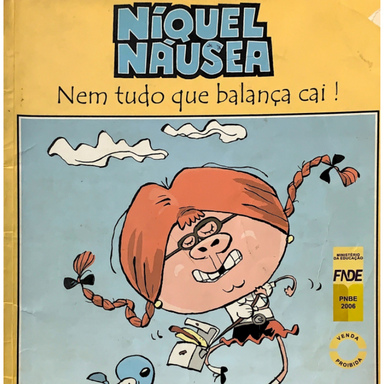 NÍQUEL
NÁUSEA
Nem tudo que balança cai !
MINISTÉRIO
DA EDUCAÇÃO
FNDE
PNBE
2006
VENDA
PROIBIDA